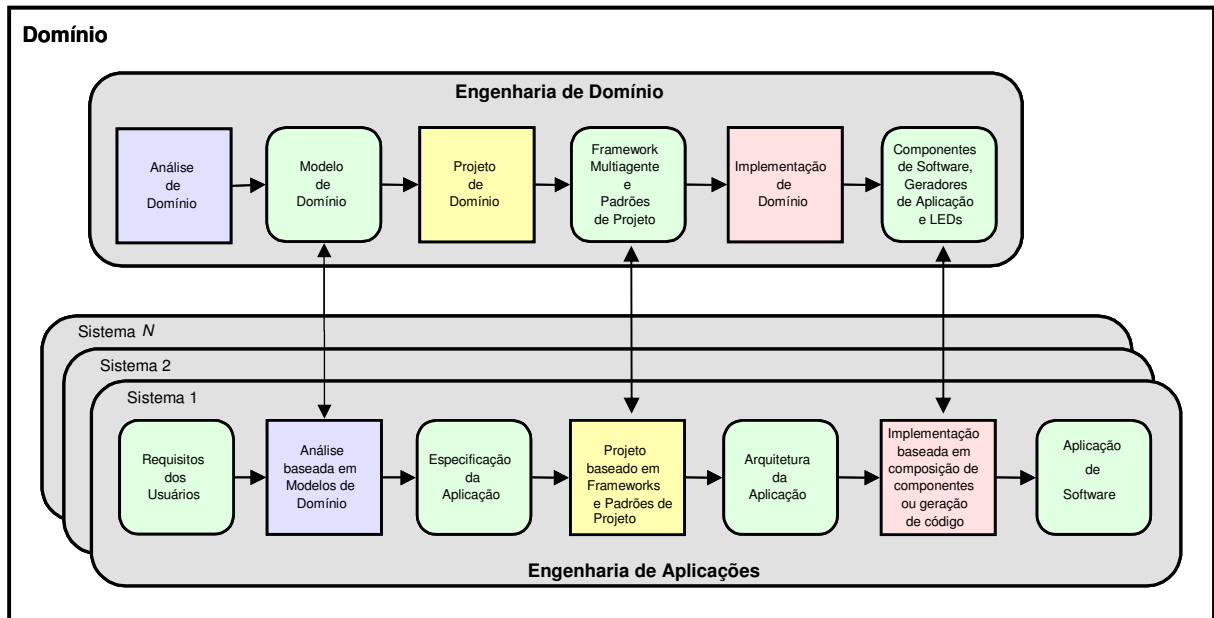 Domínio
Engenharia de Domínio
Análise
de
Domínio
Modelo
de
Domínio
Projeto
de
Domínio
Framework
Multiagente
e
Padrões
de Projeto
Implementação
de
Domínio
Componentes
de Software,
Geradores
de Aplicação
e LEDs
Sistema N
Sistema 2
Sistema 1
Requisitos
dos
Usuários
Análise
baseada em
Modelos de
Domínio
Especificação
da
Aplicação
Projeto
baseado em
Frameworks
e Padrões de
Projeto
Arquitetura
da
Aplicação
Implementação
baseada em
composição de
componentes
ou geração
de código
Aplicação
de
Software
Engenharia de Aplicações